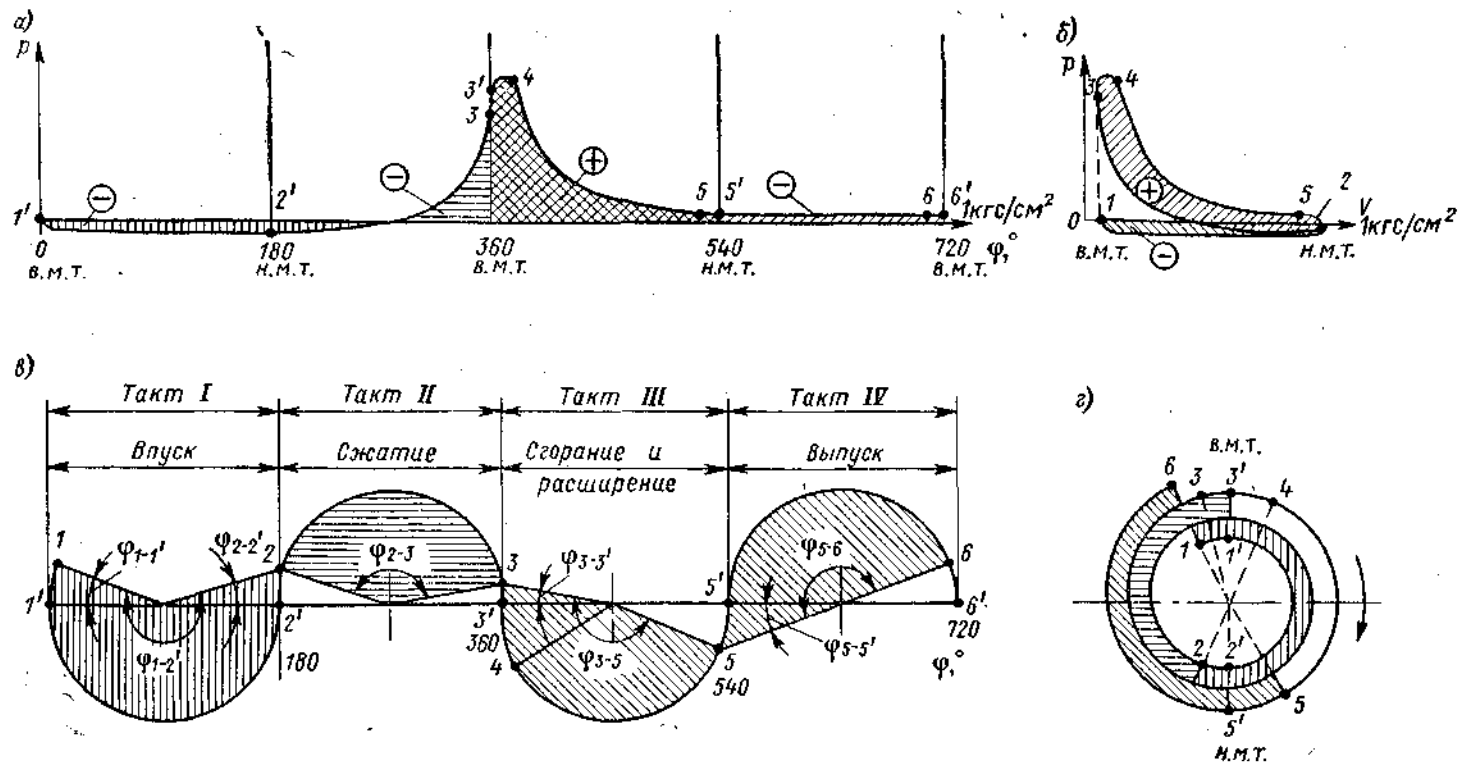 а)
p
3'
3
4
−
+
−
−
1'
2'
5
5'
6
6'
1кгс/см²
0
180
360
540
720
φ,°
в.м.т.
н.м.т.
в.м.т.
н.м.т.
в.м.т.
б)
p
3
4
+
1
5
2
0
V
1кгс/см²
в.м.т.
−
н.м.т.
в)
Такт I
Такт II
Такт III
Такт IV
Впуск
Сжатие
Сгорание и
расширение
Выпуск
1
φ1-1'
φ2-2'
2
φ2-3
3
φ3-3'
φ5-6
6
1'
2'
3'
5'
6'
φ1-2'
180
360
4
φ3-5
5
540
φ5-5'
720
φ,°
г)
в.м.т.
6
3
3'
4
1
1'
2
2'
5
5'
н.м.т.